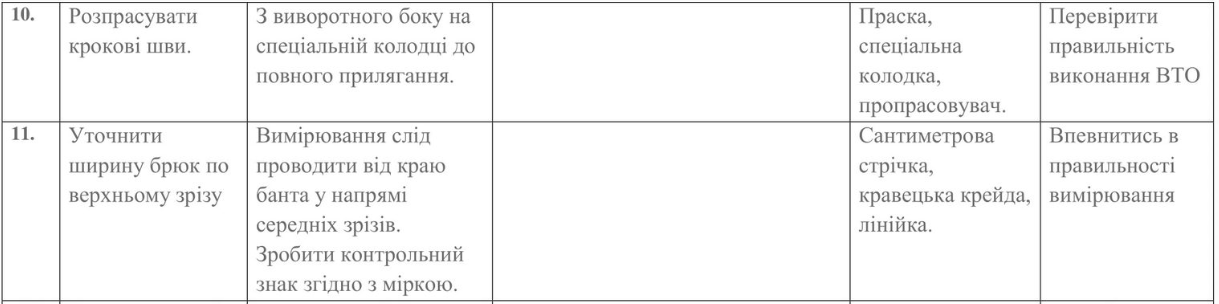 10.
Розпрасувати
крокові шви.
З виворотного боку на
спеціальній колодці до
повного прилягання.
Праска,
спеціальна
колодка,
пропрасовувач.
Перевірити
правильність
виконання ВТО
11.
Уточнити
ширину брюк по
верхньому зрізу
Вимірювання слід
проводити від краю
банта у напрямі
середніх зрізів.
Зробити контрольний
знак згідно з міркою.
Сантиметрова
стрічка,
кравецька крейда,
лінійка.
Впевнитись в
правильності
вимірювання